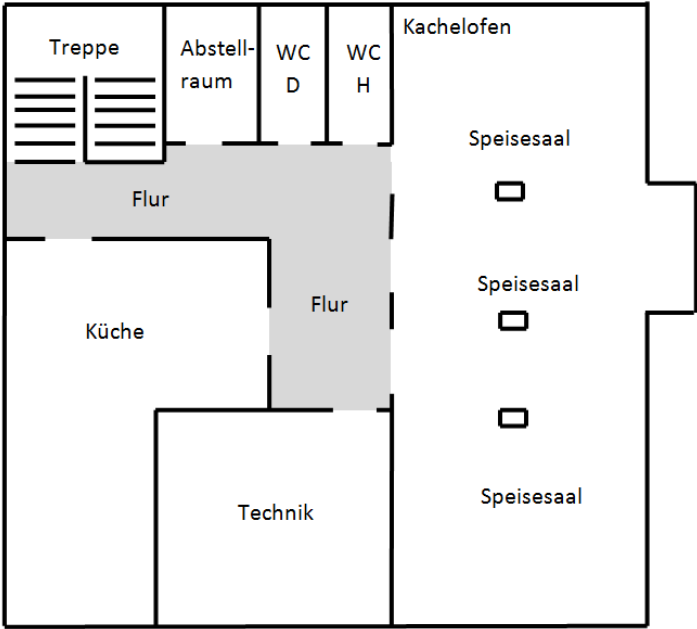 Treppe
Abstell-
raum
WC
D
WC
H
Kachelofen
Speisesaal
Flur
Speisesaal
Flur
Küche
Speisesaal
Technik